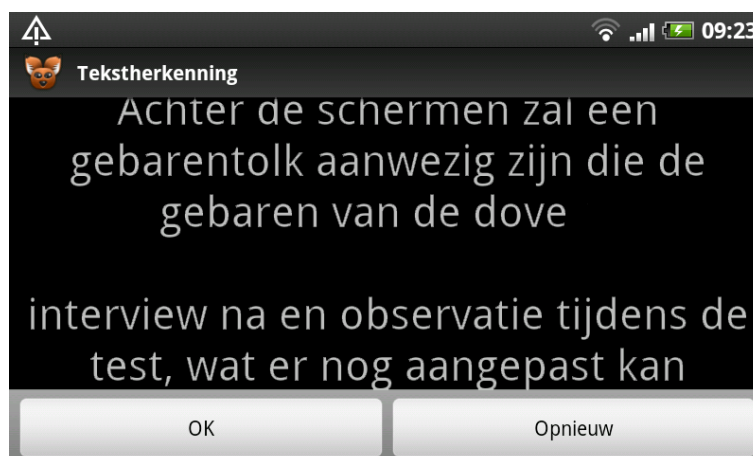 09:23
Tekstherkenning
Achter de schermen zal een
gebarentolk aanwezig zijn die de
gebaren van de dove
interview na en observatie tijdens de
test, wat er nog aangepast kan
OK
Opnieuw